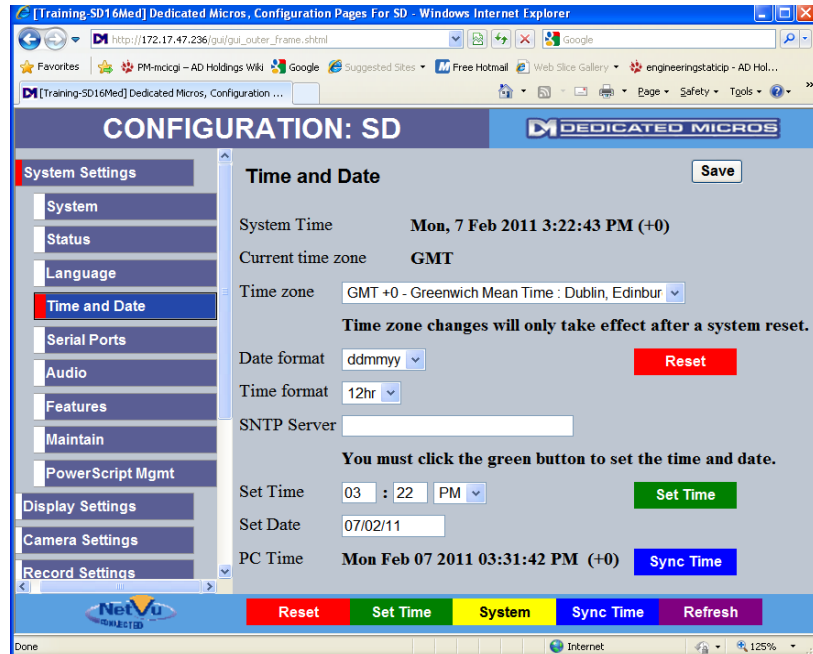 [Training-SD16Med] Dedicated Micros, Configuration Pages For SD - Windows Internet Explorer
http://172.17.47.236/gui/gui_outer_frame.shtml
Google
Favorites
PM-mcicgi – AD Holdings Wiki
Google
Suggested Sites
Free Hotmail
Web Slice Gallery
engineeringstaticip - AD Hol...
[Training-SD16Med] Dedicated Micros, Configuration ...
Page
Safety
Tools
»
CONFIGURATION: SD
DEDICATED MICROS
System Settings
System
Status
Language
Time and Date
Serial Ports
Audio
Features
Maintain
PowerScript Mgmt
Display Settings
Camera Settings
Record Settings
Time and Date
Save
System Time Mon, 7 Feb 2011 3:22:43 PM (+0)
Current time zone GMT
Time zone GMT +0 - Greenwich Mean Time : Dublin, Edinbur
Time zone changes will only take effect after a system reset.
Date format ddmmyy
Reset
Time format 12hr
SNTP Server
You must click the green button to set the time and date.
Set Time 03 : 22 PM
Set Time
Set Date 07/02/11
PC Time Mon Feb 07 2011 03:31:42 PM (+0)
Sync Time
NetVu
CONNECTED
Reset
Set Time
System
Sync Time
Refresh
Done
Internet
125%